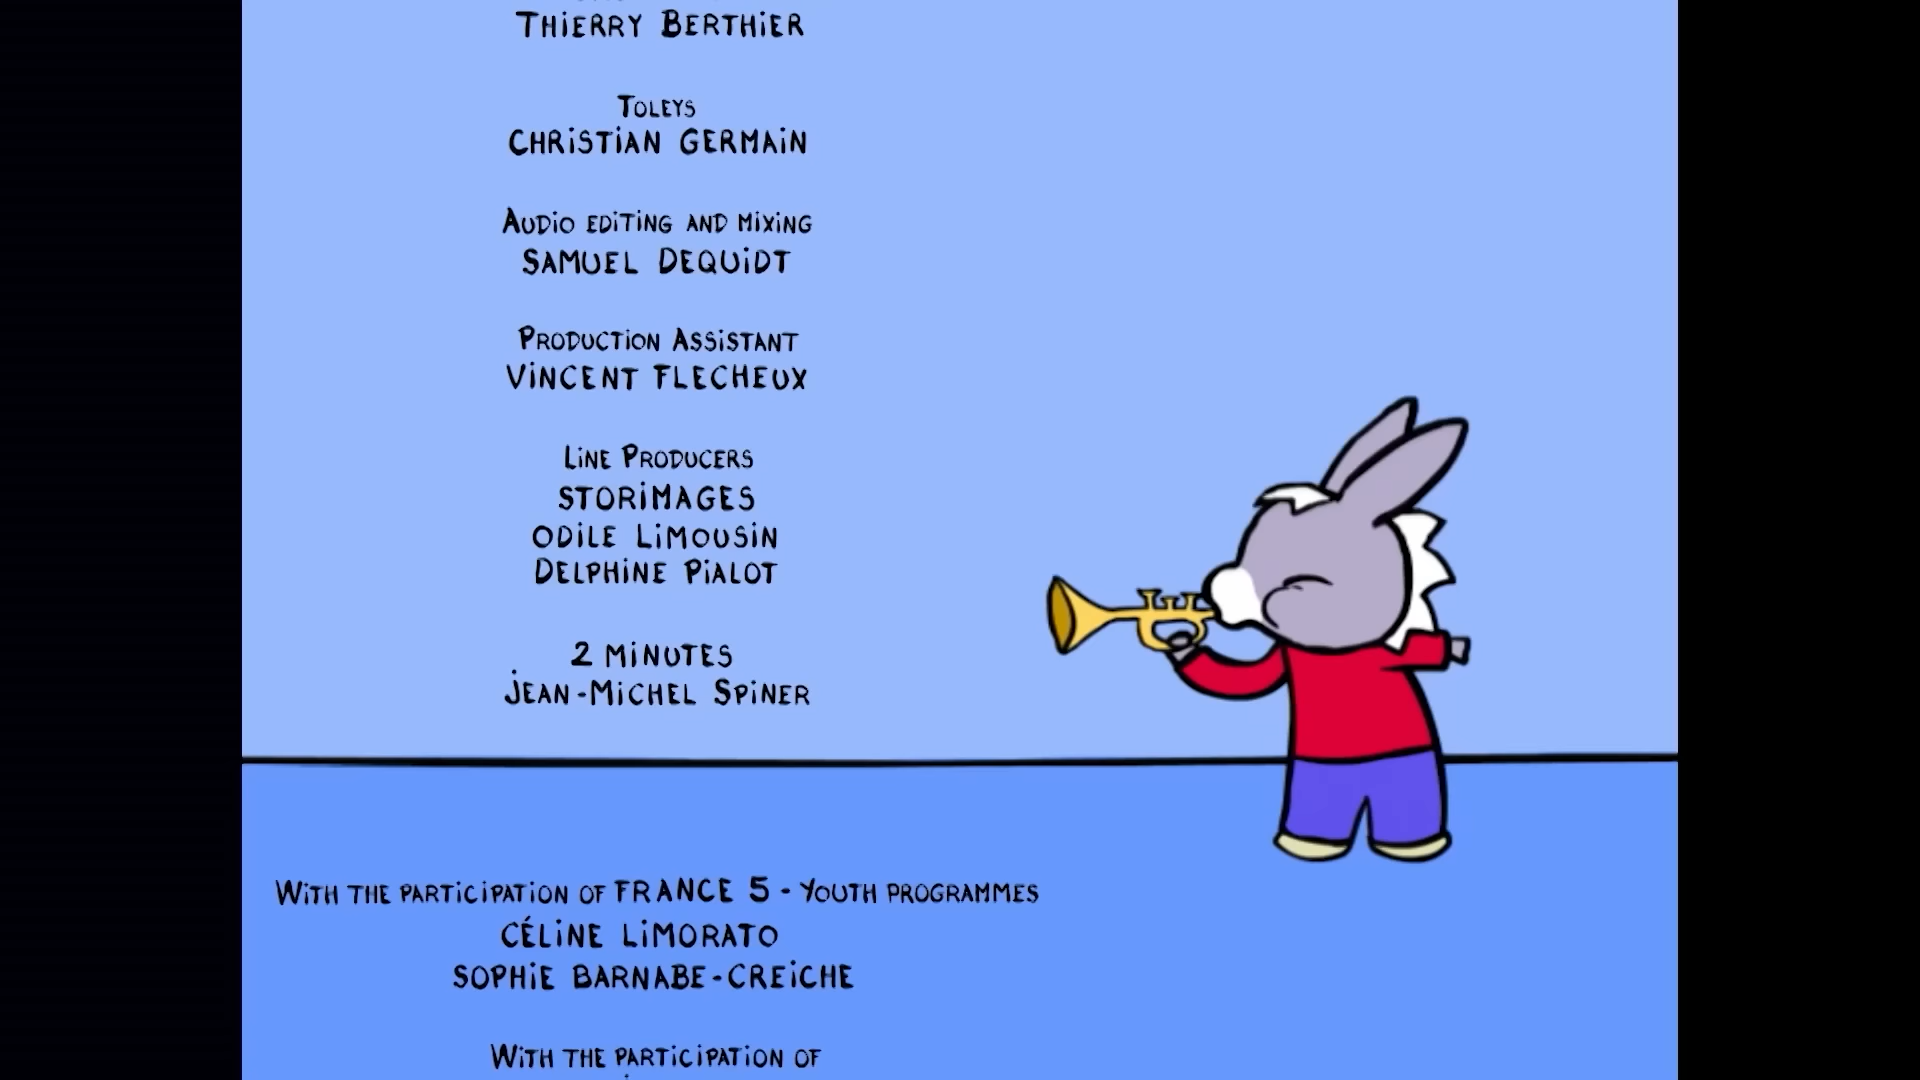 THiERRY BERTHiER
TOLEYS
CHRiSTiAN GERMAiN
AUDiO EDiTiNG AND MiXiNG
SAMUEL DEQUiDT
PRODUCTiON ASSiSTANT
ViNCENT FLECHEUX
LiNE PRODUCERS
STORiMAGES
ODiLE LiMOUSiN
DELPHiNE PiALOT
2 MiNUTES
JEAN-MiCHEL SPiNER
WiTH THE PARTiCiPATiON OF FRANCE 5 - YOUTH PROGRAMMES
CÉLiNE LiMORATO
SOPHiE BARNABE-CREiCHE
WiTH THE PARTiCiPATiON OF